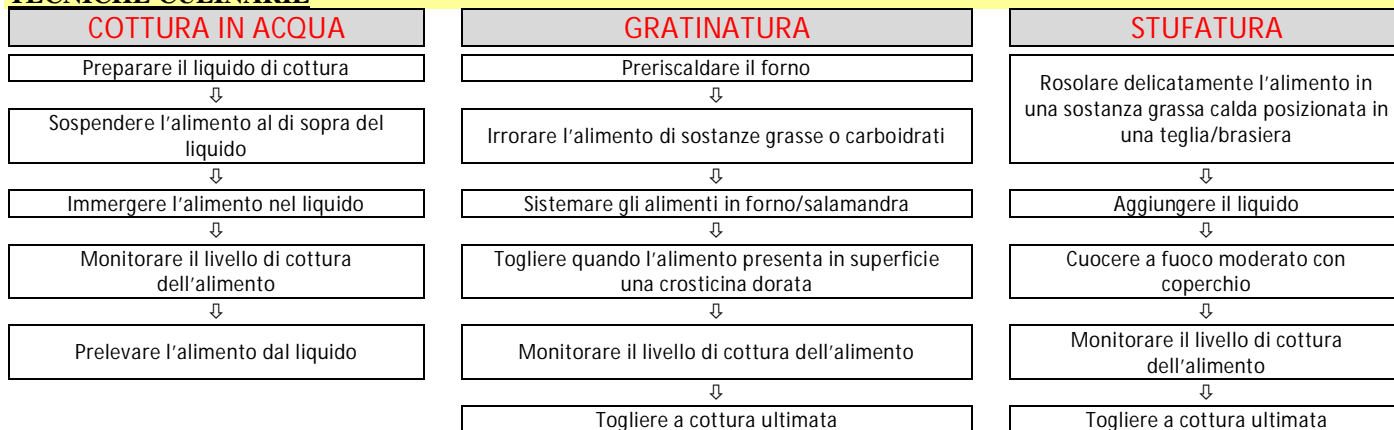 TECNICHE CULINARIE
COTTURA IN ACQUA
Preparare il liquido di cottura
⇩
Sospendere l'alimento al di sopra del
liquido
⇩
Immergere l'alimento nel liquido
⇩
Monitorare il livello di cottura
dell'alimento
⇩
Prelevare l'alimento dal liquido
GRATINATURA
Preriscaldare il forno
⇩
Irrorare l'alimento di sostanze grasse o carboidrati
⇩
Sistemare gli alimenti in forno/salamandra
⇩
Togliere quando l'alimento presenta in superficie
una crosticina dorata
⇩
Monitorare il livello di cottura dell'alimento
⇩
Togliere a cottura ultimata
STUFATURA
Rosolare delicatamente l'alimento in
una sostanza grassa calda posizionata in
una teglia/brasiera
⇩
Aggiungere il liquido
⇩
Cuocere a fuoco moderato con
coperchio
⇩
Monitorare il livello di cottura
dell'alimento
⇩
Togliere a cottura ultimata